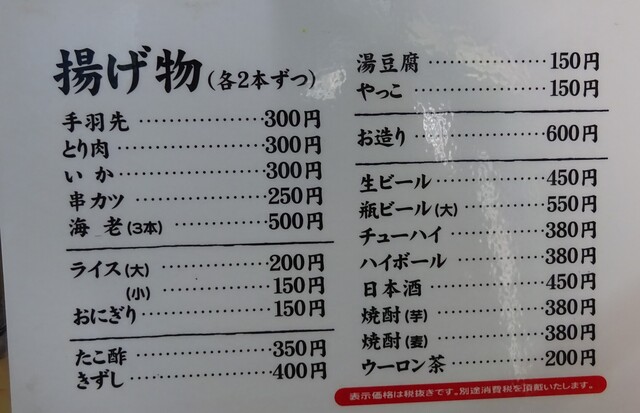 揚げ物(各2本ずつ)
手羽先 ……………300円
とり肉 ……………300円
いか ……………300円
串カツ ……………250円
海老(3本) ……………500円
ライス(大) ……………200円
(小) ……………150円
おにぎり ……………150円
たこ酢 ……………350円
きずし ……………400円
湯豆腐 ……………150円
やっこ ……………150円
お造り ……………600円
生ビール ……………450円
瓶ビール(大) ……………550円
チューハイ ……………380円
ハイボール ……………380円
日本酒 ……………450円
焼酎(芋) ……………380円
焼酎(麦) ……………380円
ウーロン茶 ……………200円
表示価格は税抜きです。別途消費税を頂戴いたします。